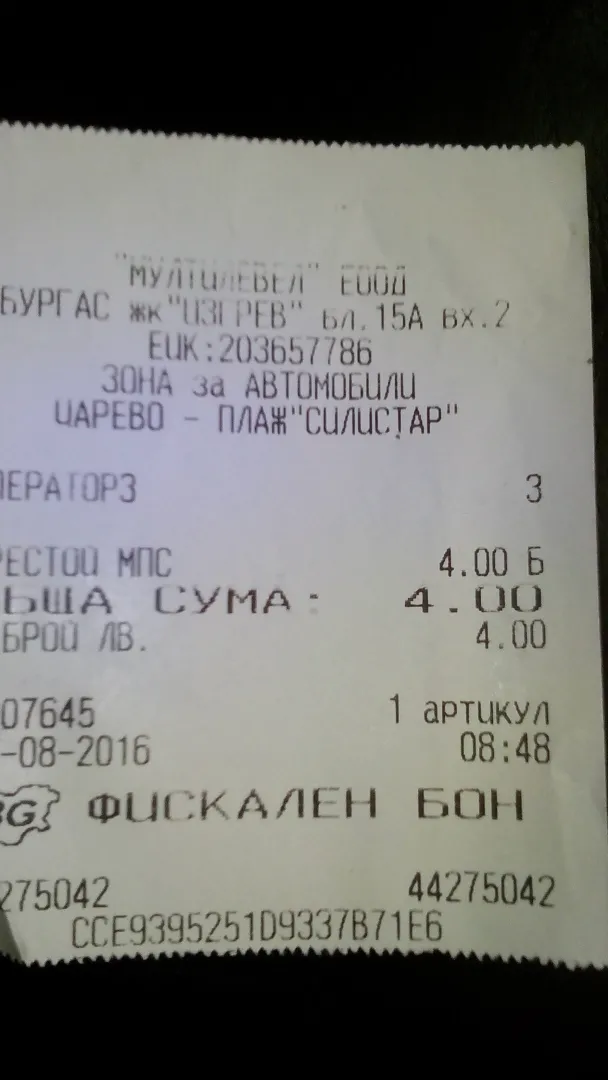 "МУЛТИЛЕВЕЛ" ЕООД
БУРГАС жк"ИЗГРЕВ" бл.15А вх.2
ЕИК:203657786
ЗОНА за АВТОМОБИЛИ
ЦАРЕВО - ПЛАЖ"СИЛИСТАР"
ПЕРАТОР3 3
РЕСТОЙ МПС 4.00 Б
БЩА СУМА: 4.00
БРОЙ ЛВ. 4.00
07645 1 артикул
-08-2016 08:48
BG ФИСКАЛЕН БОН
275042 44275042
CCE9395251D9337B71E6